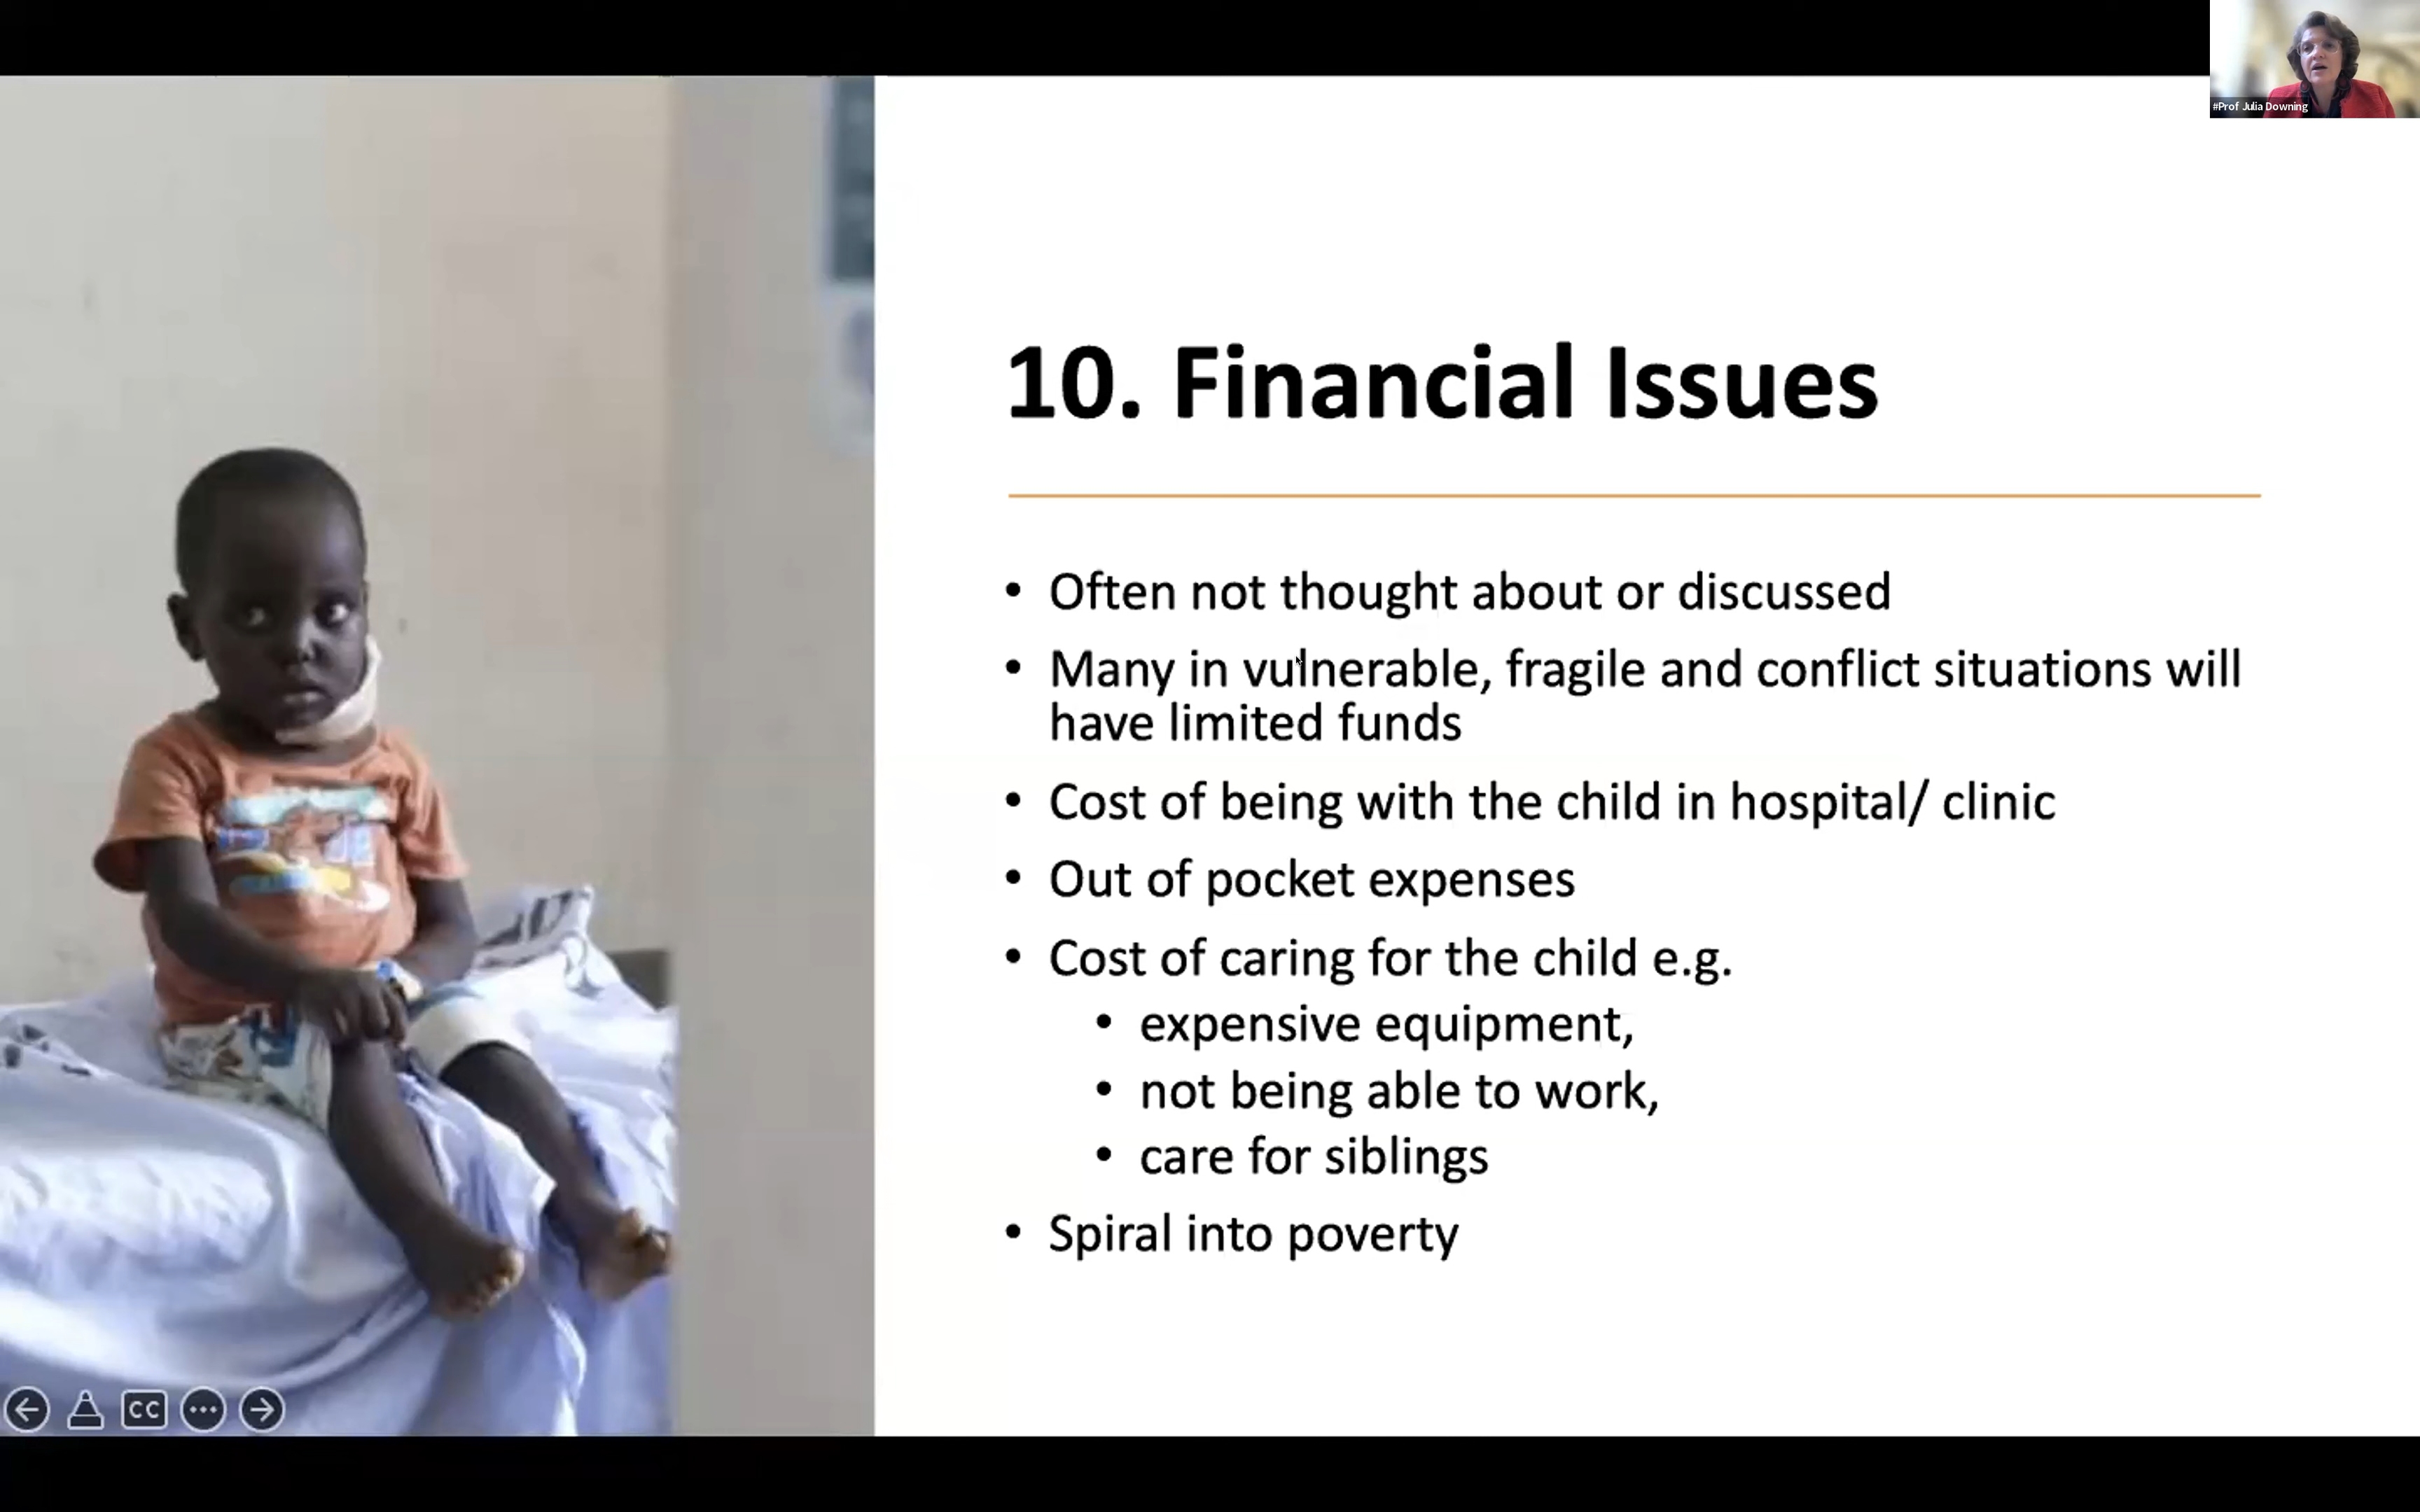 #Prof Julia Downing
10. Financial Issues
• Often not thought about or discussed
• Many in vulnerable, fragile and conflict situations will
have limited funds
• Cost of being with the child in hospital/ clinic
• Out of pocket expenses
• Cost of caring for the child e.g.
• expensive equipment,
• not being able to work,
• care for siblings
• Spiral into poverty
CC